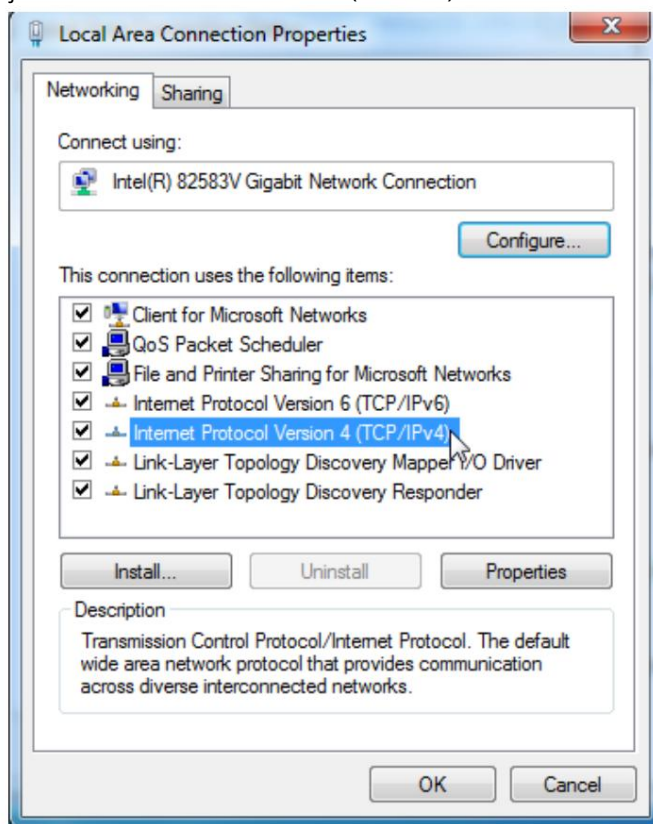 Local Area Connection Properties
Networking
Sharing
Connect using:
Intel(R) 82583V Gigabit Network Connection
Configure...
This connection uses the following items:
Client for Microsoft Networks
QoS Packet Scheduler
File and Printer Sharing for Microsoft Networks
Internet Protocol Version 6 (TCP/IPv6)
Internet Protocol Version 4 (TCP/IPv4)
Link-Layer Topology Discovery Mapper I/O Driver
Link-Layer Topology Discovery Responder
Install...
Uninstall
Properties
Description
Transmission Control Protocol/Internet Protocol. The default
wide area network protocol that provides communication
across diverse interconnected networks.
OK
Cancel